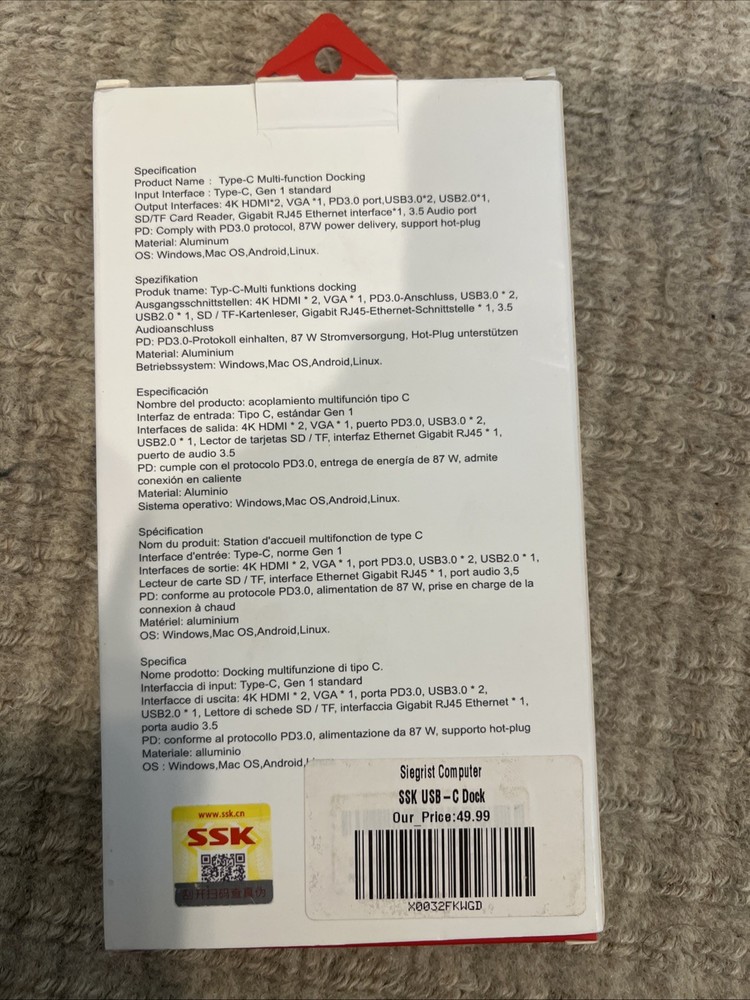 Specification
Product Name : Type-C Multi-function Docking
Input Interface : Type-C, Gen 1 standard
Output Interfaces: 4K HDMI*2, VGA *1, PD3.0 port,USB3.0*2, USB2.0*1,
SD/TF Card Reader, Gigabit RJ45 Ethernet interface*1, 3.5 Audio port
PD: Comply with PD3.0 protocol, 87W power delivery, support hot-plug
Material: Aluminum
OS: Windows,Mac OS,Android,Linux.
Spezifikation
Produk tname: Typ-C-Multi funktions docking
Ausgangsschnittstellen: 4K HDMI * 2, VGA * 1, PD3.0-Anschluss, USB3.0 * 2,
USB2.0 * 1, SD / TF-Kartenleser, Gigabit RJ45-Ethernet-Schnittstelle * 1, 3.5
Audioanschluss
PD: PD3.0-Protokoll einhalten, 87 W Stromversorgung, Hot-Plug unterstützen
Material: Aluminium
Betriebssystem: Windows,Mac OS,Android,Linux.
Especificación
Nombre del producto: acoplamiento multifunción tipo C
Interfaz de entrada: Tipo C, estándar Gen 1
Interfaces de salida: 4K HDMI * 2, VGA * 1, puerto PD3.0, USB3.0 * 2,
USB2.0 * 1, Lector de tarjetas SD / TF, interfaz Ethernet Gigabit RJ45 * 1,
puerto de audio 3.5
PD: cumple con el protocolo PD3.0, entrega de energía de 87 W, admite
conexión en caliente
Material: Aluminio
Sistema operativo: Windows,Mac OS,Android,Linux.
Spécification
Nom du produit: Station d'accueil multifonction de type C
Interface d'entrée: Type-C, norme Gen 1
Interfaces de sortie: 4K HDMI * 2, VGA * 1, port PD3.0, USB3.0 * 2, USB2.0 * 1,
Lecteur de carte SD / TF, interface Ethernet Gigabit RJ45 * 1, port audio 3,5
PD: conforme au protocole PD3.0, alimentation de 87 W, prise en charge de la
connexion à chaud
Matériel: aluminium
OS: Windows,Mac OS,Android,Linux.
Specifica
Nome prodotto: Docking multifunzione di tipo C.
Interfaccia di input: Type-C, Gen 1 standard
Interfacce di uscita: 4K HDMI * 2, VGA * 1, porta PD3.0, USB3.0 * 2,
USB2.0 * 1, Lettore di schede SD / TF, interfaccia Gigabit RJ45 Ethernet * 1,
porta audio 3.5
PD: conforme al protocollo PD3.0, alimentazione da 87 W, supporto hot-plug
Materiale: alluminio
OS : Windows,Mac OS,Android,
Siegrist Computer
SSK USB-C Dock
Our_Price:49.99
X0032FKWGD
www.ssk.cn
SSK
刮开扫码查真伪